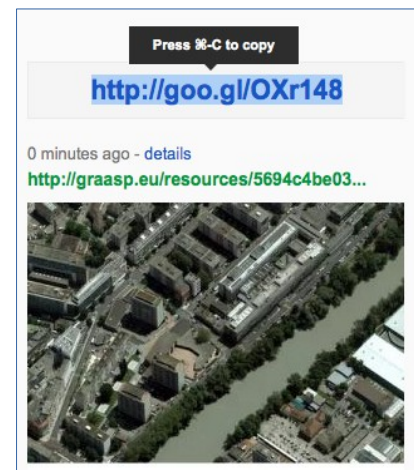 Press ⌘-C to copy
http://goo.gl/OXr148
0 minutes ago - details
http://graasp.eu/resources/5694c4be03...